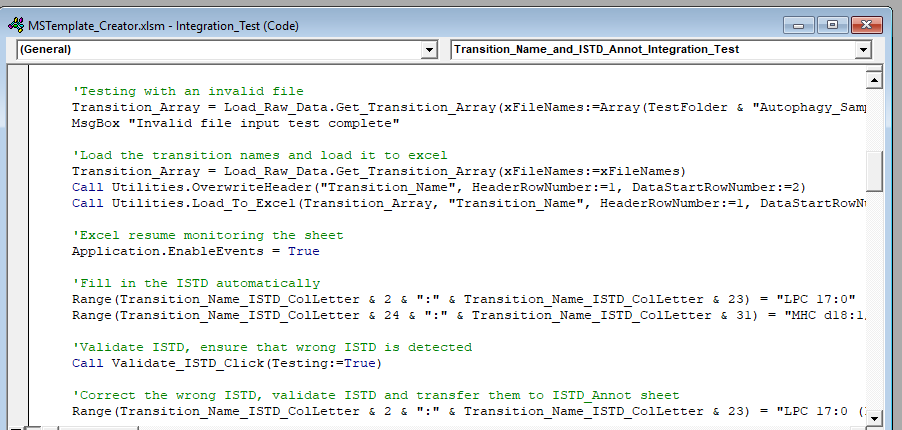 MSTemplate_Creator.xlsm - Integration_Test (Code)
(General) Transition_Name_and_ISTD_Annot_Integration_Test
'Testing with an invalid file
Transition_Array = Load_Raw_Data.Get_Transition_Array(xFileNames:=Array(TestFolder & "Autophagy_Sam
MsgBox "Invalid file input test complete"
'Load the transition names and load it to excel
Transition_Array = Load_Raw_Data.Get_Transition_Array(xFileNames:=xFileNames)
Call Utilities.OverwriteHeader("Transition_Name", HeaderRowNumber:=1, DataStartRowNumber:=2)
Call Utilities.Load_To_Excel(Transition_Array, "Transition_Name", HeaderRowNumber:=1, DataStartRowN
'Excel resume monitoring the sheet
Application.EnableEvents = True
'Fill in the ISTD automatically
Range(Transition_Name_ISTD_ColLetter & 2 & ":" & Transition_Name_ISTD_ColLetter & 23) = "LPC 17:0"
Range(Transition_Name_ISTD_ColLetter & 24 & ":" & Transition_Name_ISTD_ColLetter & 31) = "MHC d18:1
'Validate ISTD, ensure that wrong ISTD is detected
Call Validate_ISTD_Click(Testing:=True)
'Correct the wrong ISTD, validate ISTD and transfer them to ISTD_Annot sheet
Range(Transition_Name_ISTD_ColLetter & 2 & ":" & Transition_Name_ISTD_ColLetter & 23) = "LPC 17:0 (